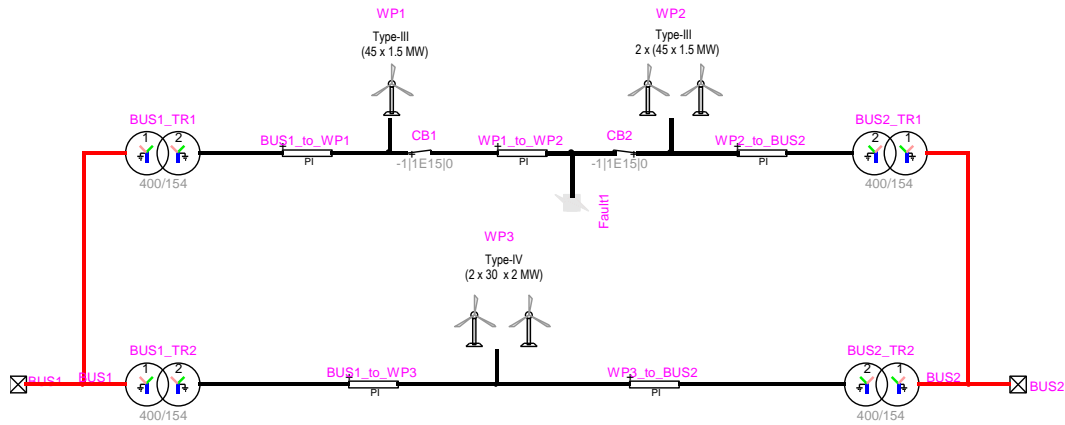 WP1
Type-III
(45 x 1.5 MW)
WP2
Type-III
2 x (45 x 1.5 MW)
BUS1_TR1
1 2
400/154
BUS1_to_WP1
+
PI
CB1
+
-1|1E15|0
WP1_to_WP2
+
PI
CB2
+
-1|1E15|0
WP2_to_BUS2
+
PI
BUS2_TR1
2 1
400/154
Fault1
WP3
Type-IV
(2 x 30 x 2 MW)
BUS1
BUS1
BUS1_TR2
1 2
400/154
BUS1_to_WP3
+
PI
WP3_to_BUS2
+
PI
BUS2_TR2
2 1
400/154
BUS2
BUS2